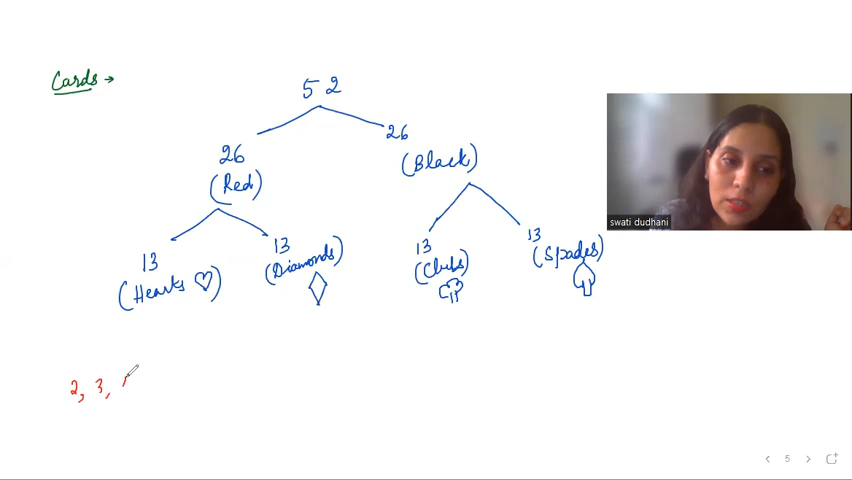 Cards →
52
26
(Red)
26
(Black)
13
(Hearts ♡)
13
(Diamonds)
13
(Clubs)
13
(Spades)
swati dudhani
2, 3,
5